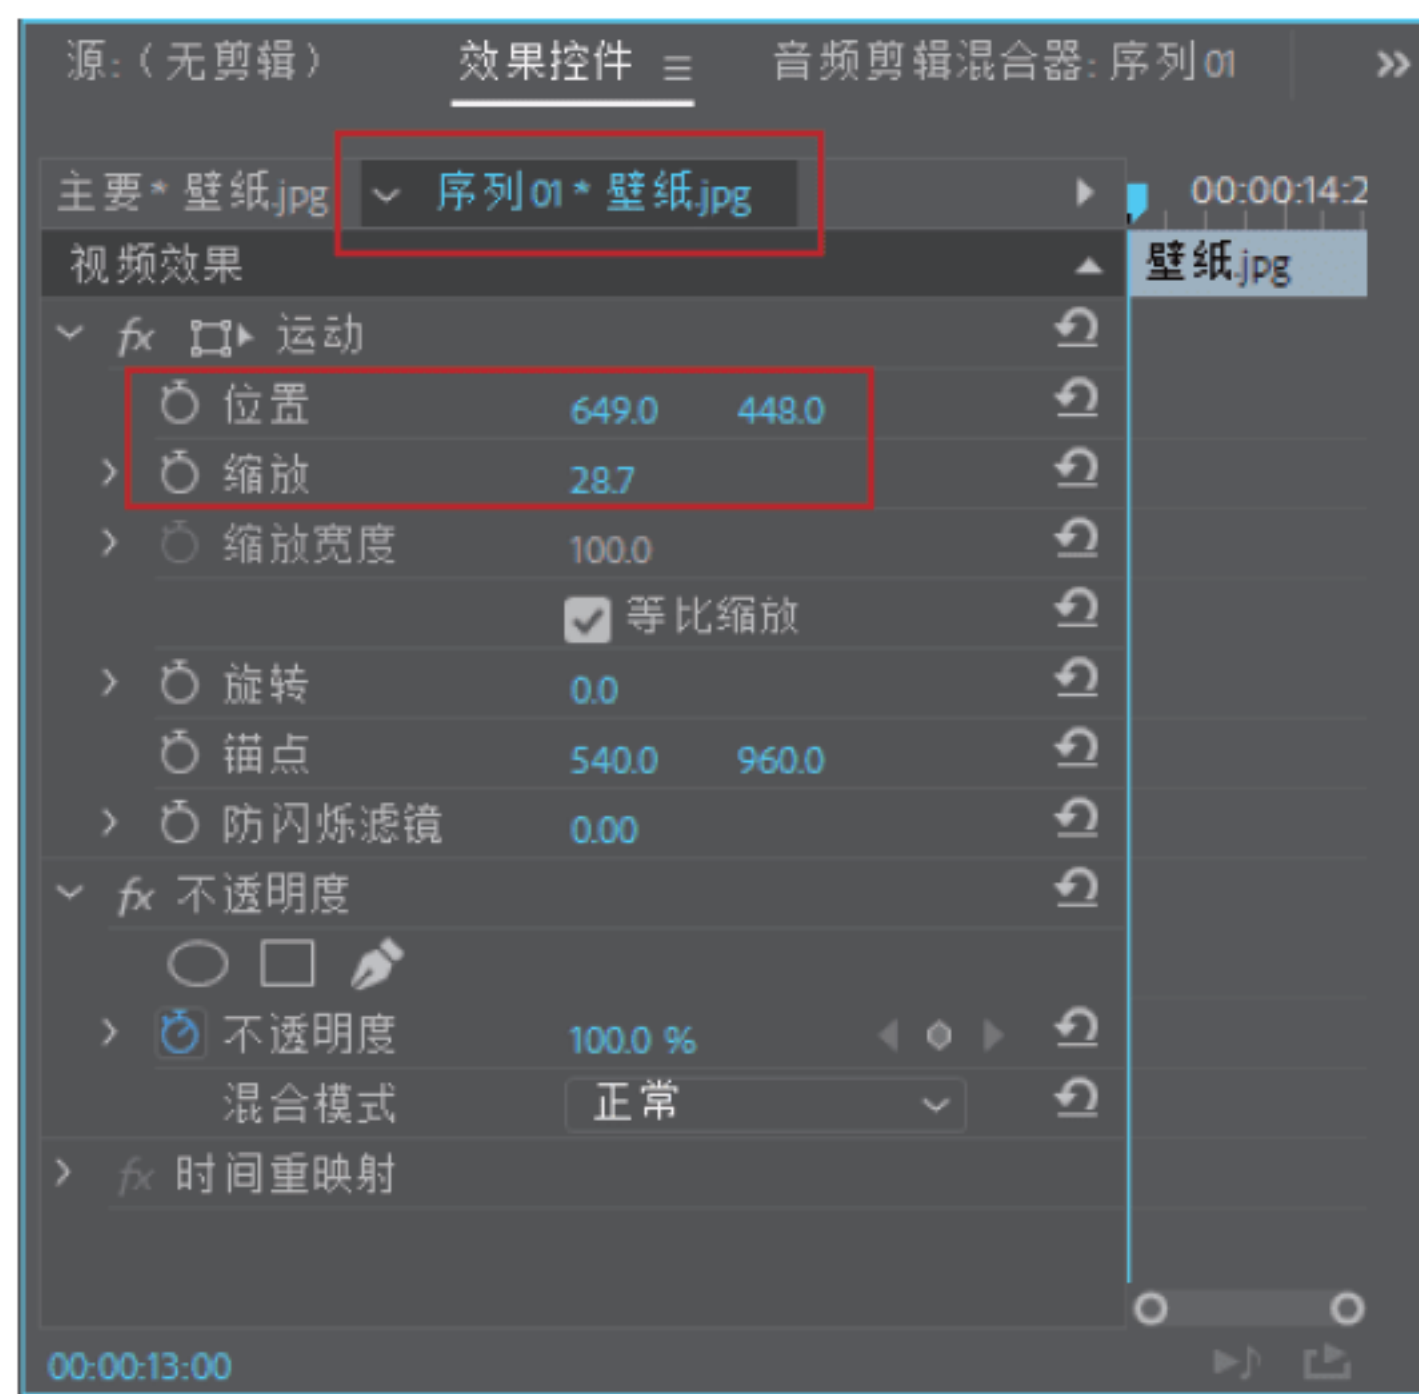 源:（无剪辑） 效果控件 ≡ 音频剪辑混合器: 序列 01 »
主要 * 壁纸.jpg 序列 01 * 壁纸.jpg 00:00:14:2
视频效果 壁纸.jpg
fx 运动
位置 649.0 448.0
缩放 28.7
缩放宽度 100.0
等比缩放
旋转 0.0
锚点 540.0 960.0
防闪烁滤镜 0.00
fx 不透明度
不透明度 100.0 %
混合模式 正常
fx 时间重映射
00:00:13:00